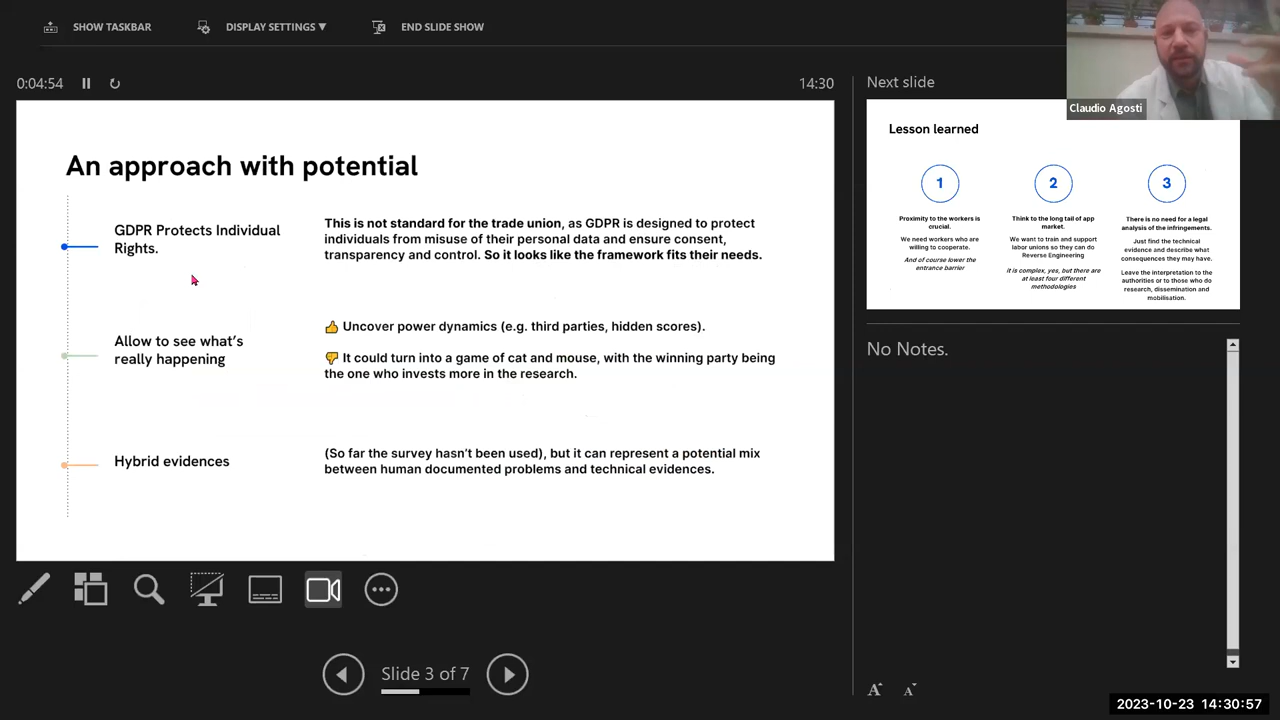 SHOW TASKBAR
DISPLAY SETTINGS ▼
END SLIDE SHOW
0:04:54
14:30
An approach with potential
GDPR Protects Individual
Rights.
This is not standard for the trade union, as GDPR is designed to protect
individuals from misuse of their personal data and ensure consent,
transparency and control. So it looks like the framework fits their needs.
Allow to see what's
really happening
👍 Uncover power dynamics (e.g. third parties, hidden scores).
👎 It could turn into a game of cat and mouse, with the winning party being
the one who invests more in the research.
Hybrid evidences
(So far the survey hasn't been used), but it can represent a potential mix
between human documented problems and technical evidences.
Slide 3 of 7
Next slide
Claudio Agosti
Lesson learned
1
Proximity to the workers is
crucial.
We need workers who are
willing to cooperate.
And of course lower the
entrance barrier
2
Think to the long tail of app
market.
We want to train and support
labor unions so they can do
Reverse Engineering
it is complex, yes, but there are
at least four different
methodologies
3
There is no need for a legal
analysis of the infringements.
Just find the technical
evidence and describe what
consequences they may have.
Leave the interpretation to the
authorities or to those who do
research, dissemination and
mobilisation.
No Notes.
A A
2023-10-23 14:30:57